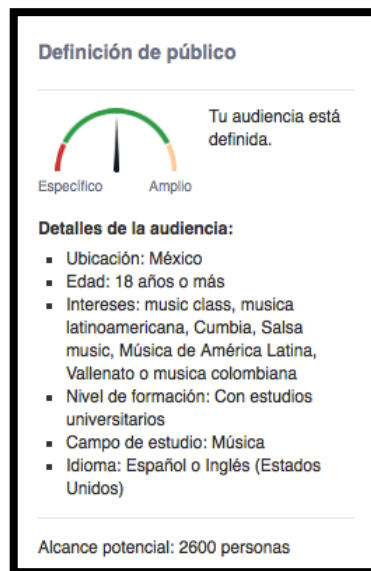 Definición de público
Tu audiencia está
definida.
Específico
Amplio
Detalles de la audiencia:
Ubicación: México
Edad: 18 años o más
Intereses: music class, musica
latinoamericana, Cumbia, Salsa
music, Música de América Latina,
Vallenato o musica colombiana
Nivel de formación: Con estudios
universitarios
Campo de estudio: Música
Idioma: Español o Inglés (Estados
Unidos)
Alcance potencial: 2600 personas